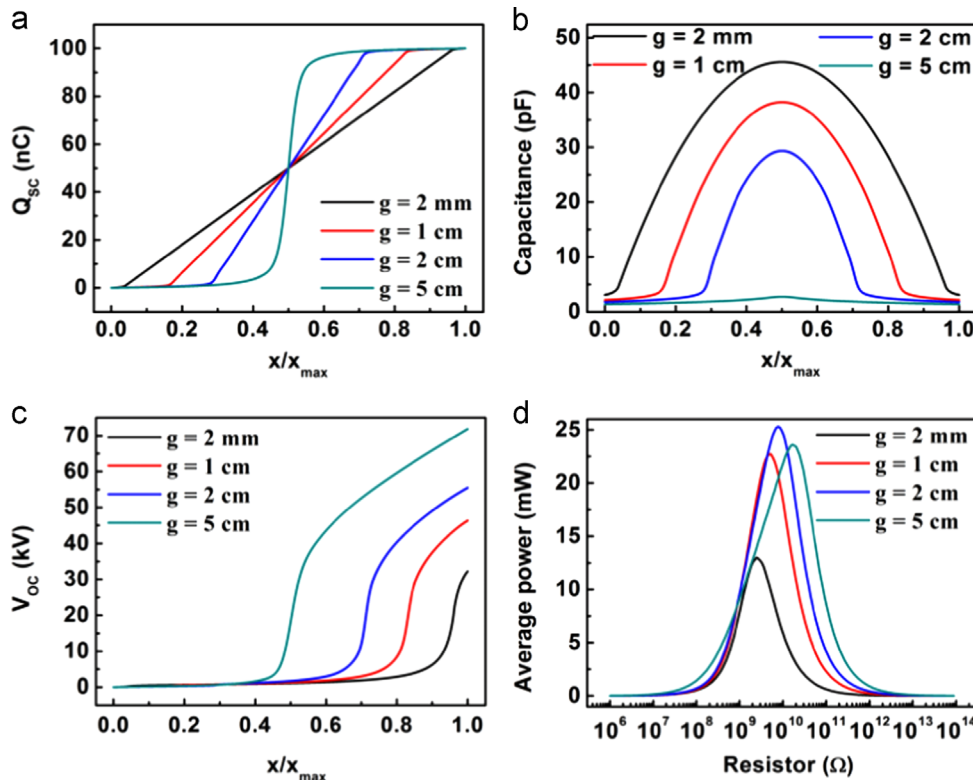 a
100
80
60
40
20
0
Q_SC (nC)
g = 2 mm
g = 1 cm
g = 2 cm
g = 5 cm
0.0 0.2 0.4 0.6 0.8 1.0
x/x_max
b
50
40
30
20
10
0
Capacitance (pF)
g = 2 mm
g = 2 cm
g = 1 cm
g = 5 cm
0.0 0.2 0.4 0.6 0.8 1.0
x/x_max
c
70
60
50
40
30
20
10
0
V_OC (kV)
g = 2 mm
g = 1 cm
g = 2 cm
g = 5 cm
0.0 0.2 0.4 0.6 0.8 1.0
x/x_max
d
25
20
15
10
5
0
Average power (mW)
g = 2 mm
g = 1 cm
g = 2 cm
g = 5 cm
10^6 10^7 10^8 10^9 10^10 10^11 10^12 10^13 10^14
Resistor (Ω)